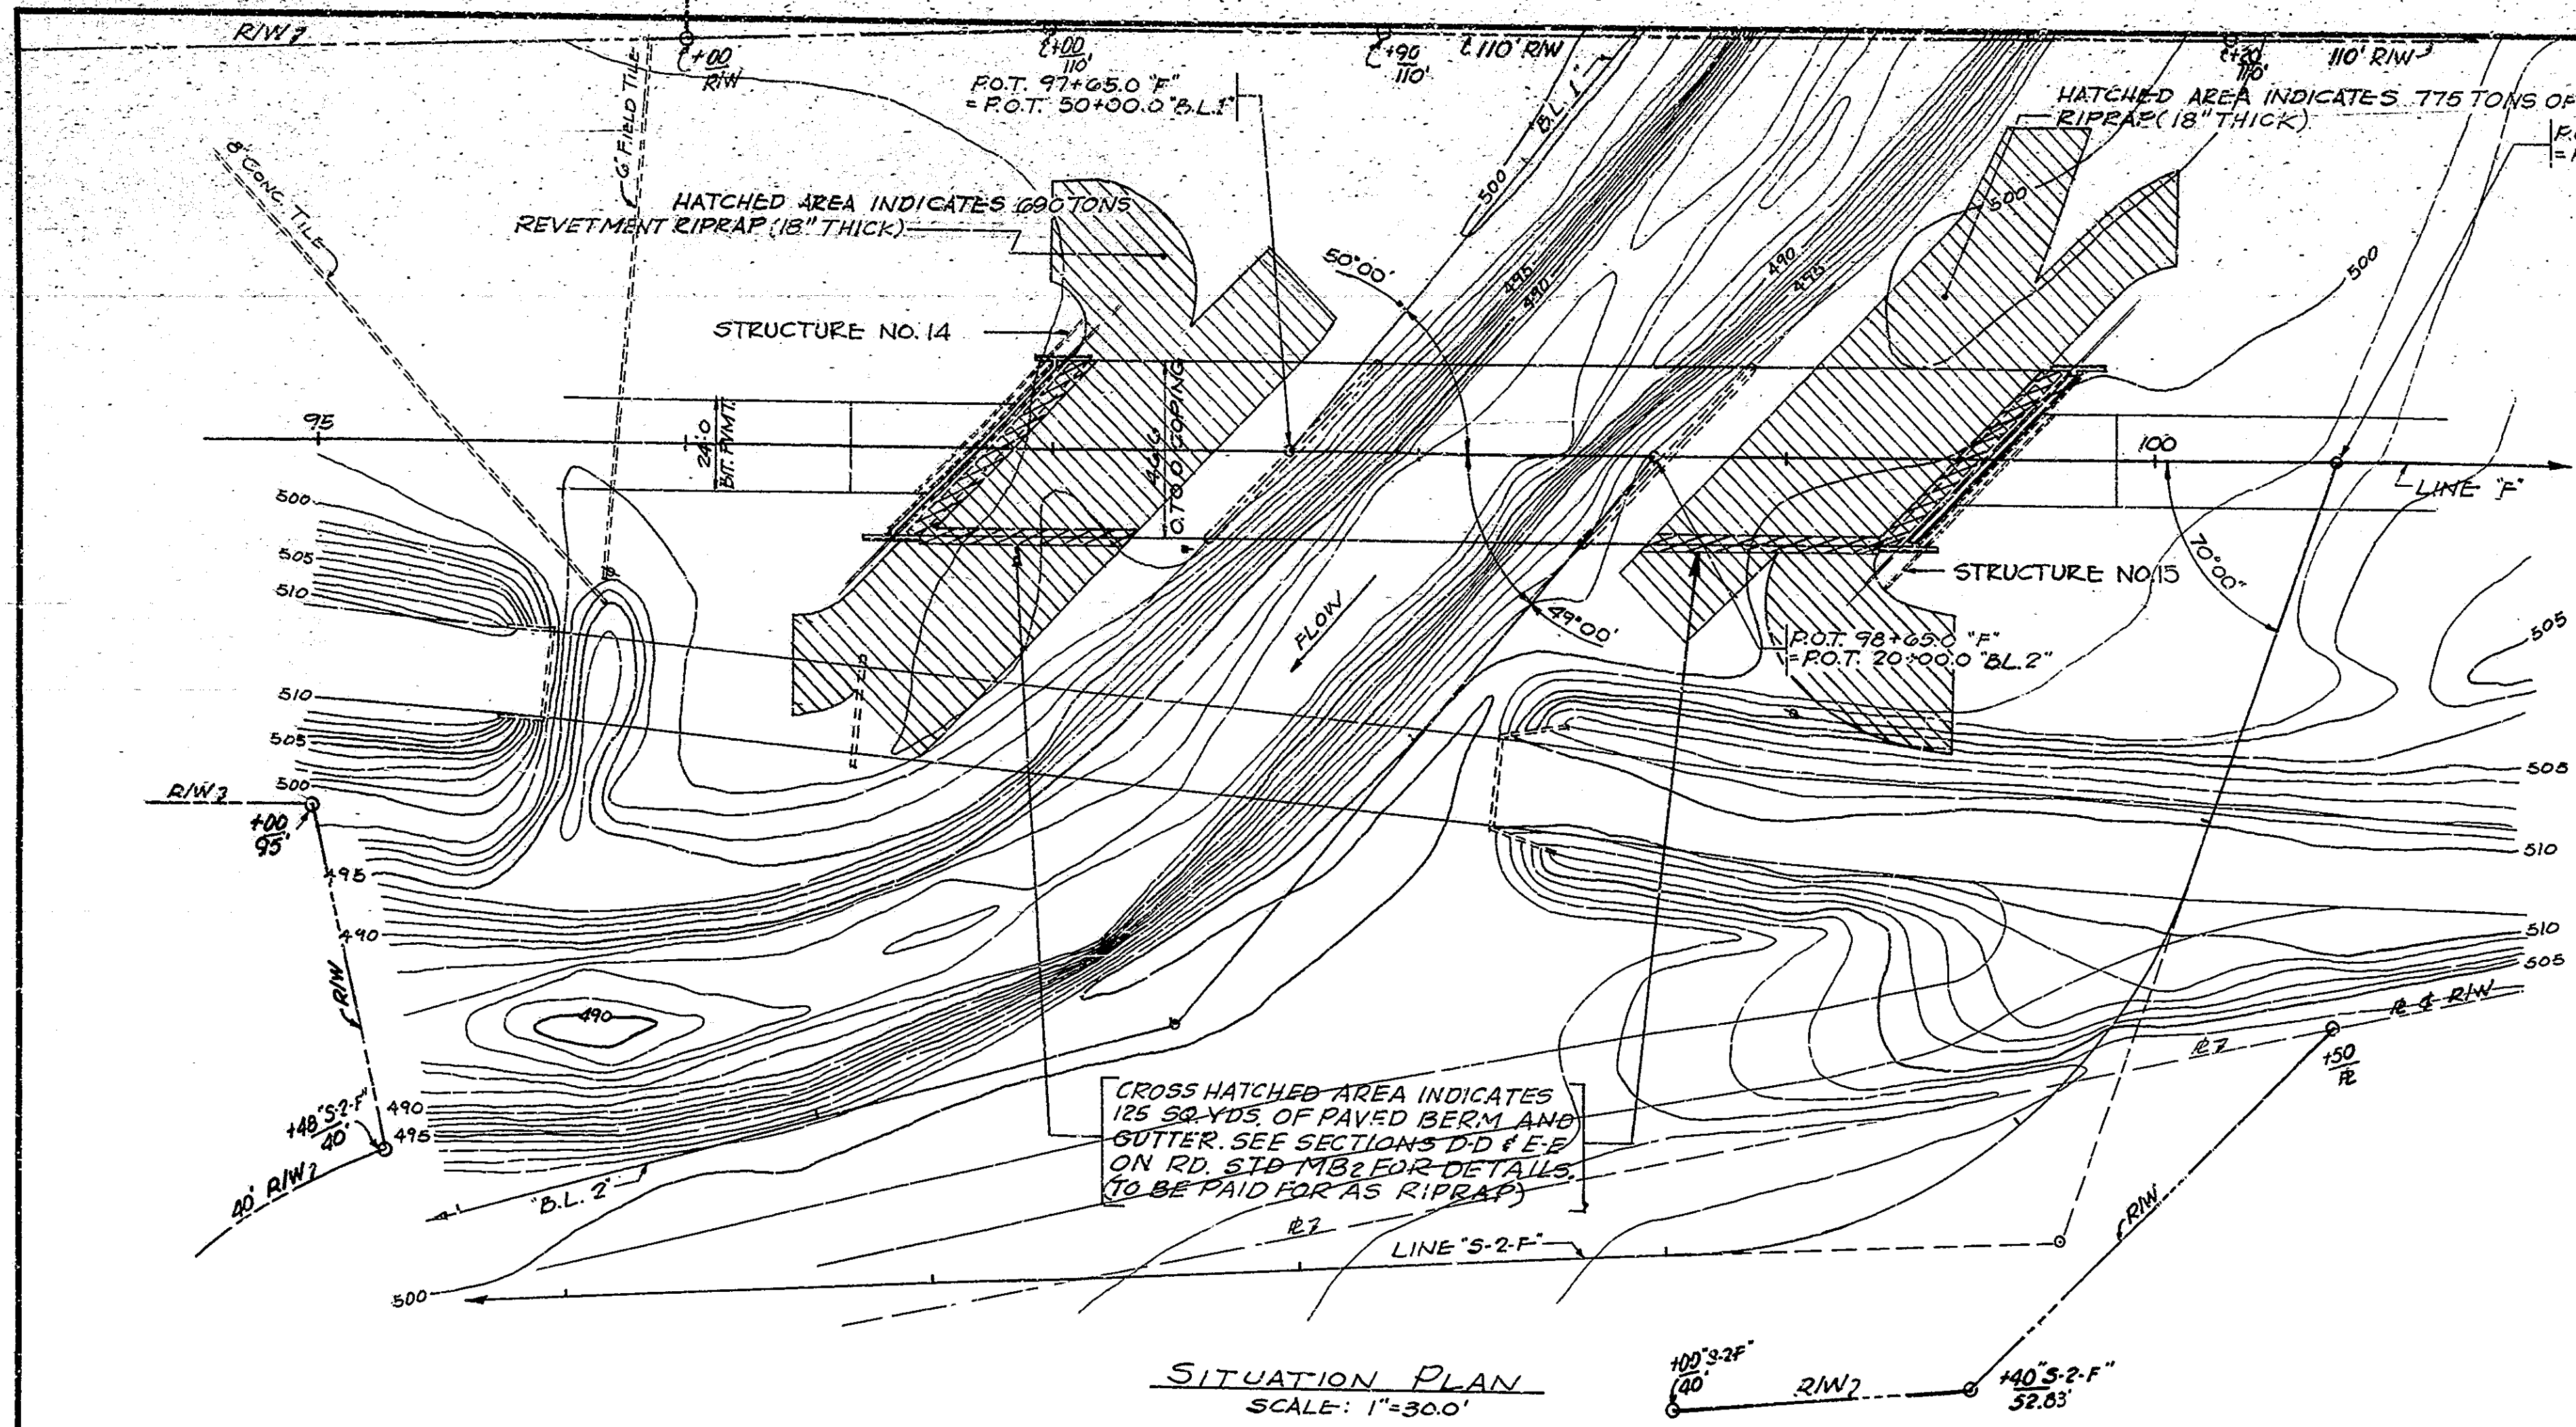 R/W
+00
R/W
+00
110'
+90
110'
110' R/W
+20
110'
110' R/W
P.O.T. 97+65.0 "F"
= P.O.T. 50+00.0 "B.L.1"
"B.L. 1"
6" FIELD TILE
8" CONC. TILE
HATCHED AREA INDICATES 775 TONS OF
RIPRAP (18" THICK)
HATCHED AREA INDICATES 690 TONS
REVETMENT RIPRAP (18" THICK)
500
500
500
50°00'
495
490
490
495
STRUCTURE NO. 14
95
24'-0
BIT. PVMT.
O. TO O. COPING
100
LINE "F"
500
505
510
70°00"
STRUCTURE NO. 15
FLOW
49°00'
P.O.T. 98+65.0 "F"
= P.O.T. 20+00.0 "B.L. 2"
505
510
505
500
R/W
+00
95'
505
510
495
490
R/W
510
505
490
℄ & R/W
+50
+48 "S-2-F"
40'
490
495
40' R/W
"B.L. 2"
CROSS HATCHED AREA INDICATES
125 SQ. YDS. OF PAVED BERM AND
GUTTER. SEE SECTIONS D-D & E-E
ON RD. STD MB2 FOR DETAILS.
(TO BE PAID FOR AS RIPRAP)
R/W
LINE "S-2-F"
500
SITUATION PLAN
SCALE: 1"=30.0'
+00 "S-2F"
40'
R/W
+40 "S-2-F"
52.83'